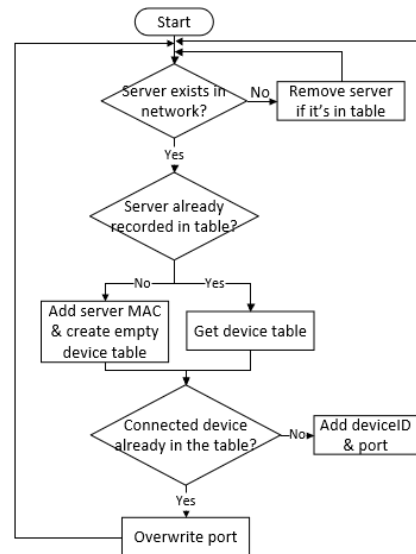 Start
Server exists in
network?
No
Remove server
if it's in table
Yes
Server already
recorded in table?
No
Yes
Add server MAC
& create empty
device table
Get device table
Connected device
already in the table?
No
Add deviceID
& port
Yes
Overwrite port